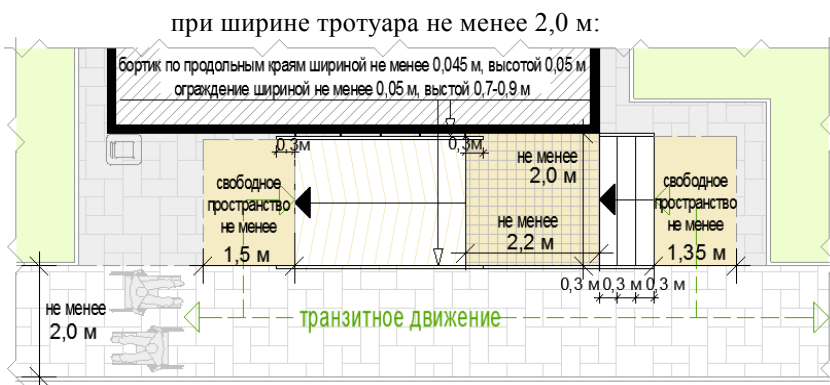 при ширине тротуара не менее 2,0 м:
бортик по продольным краям шириной не менее 0,045 м, высотой 0,05 м
ограждение шириной не менее 0,05 м, выстой 0,7-0,9 м
0,3м
0,3м
не менее
2,0 м
свободное
пространство
не менее
1,5 м
не менее
2,2 м
свободное
пространство
не менее
1,35 м
0,3 м 0,3 м 0,3 м
не менее
2,0 м
транзитное движение